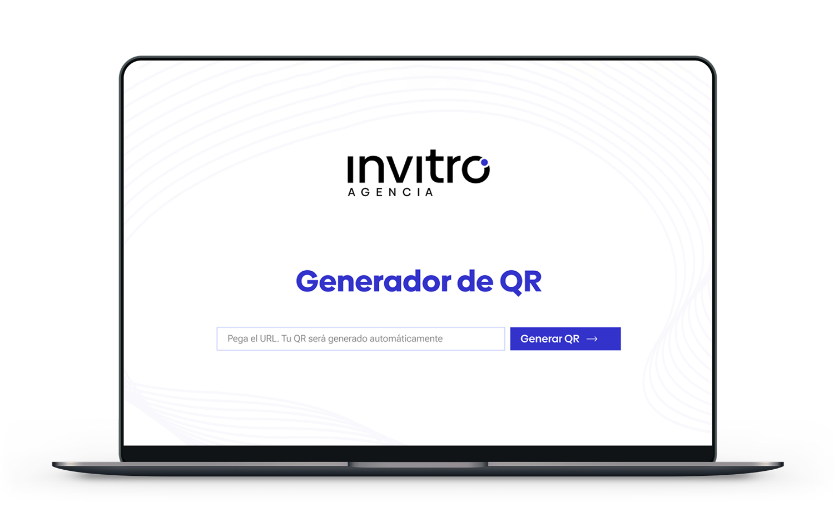 invitro
AGENCIA
Generador de QR
Pega el URL. Tu QR será generado automáticamente
Generar QR →